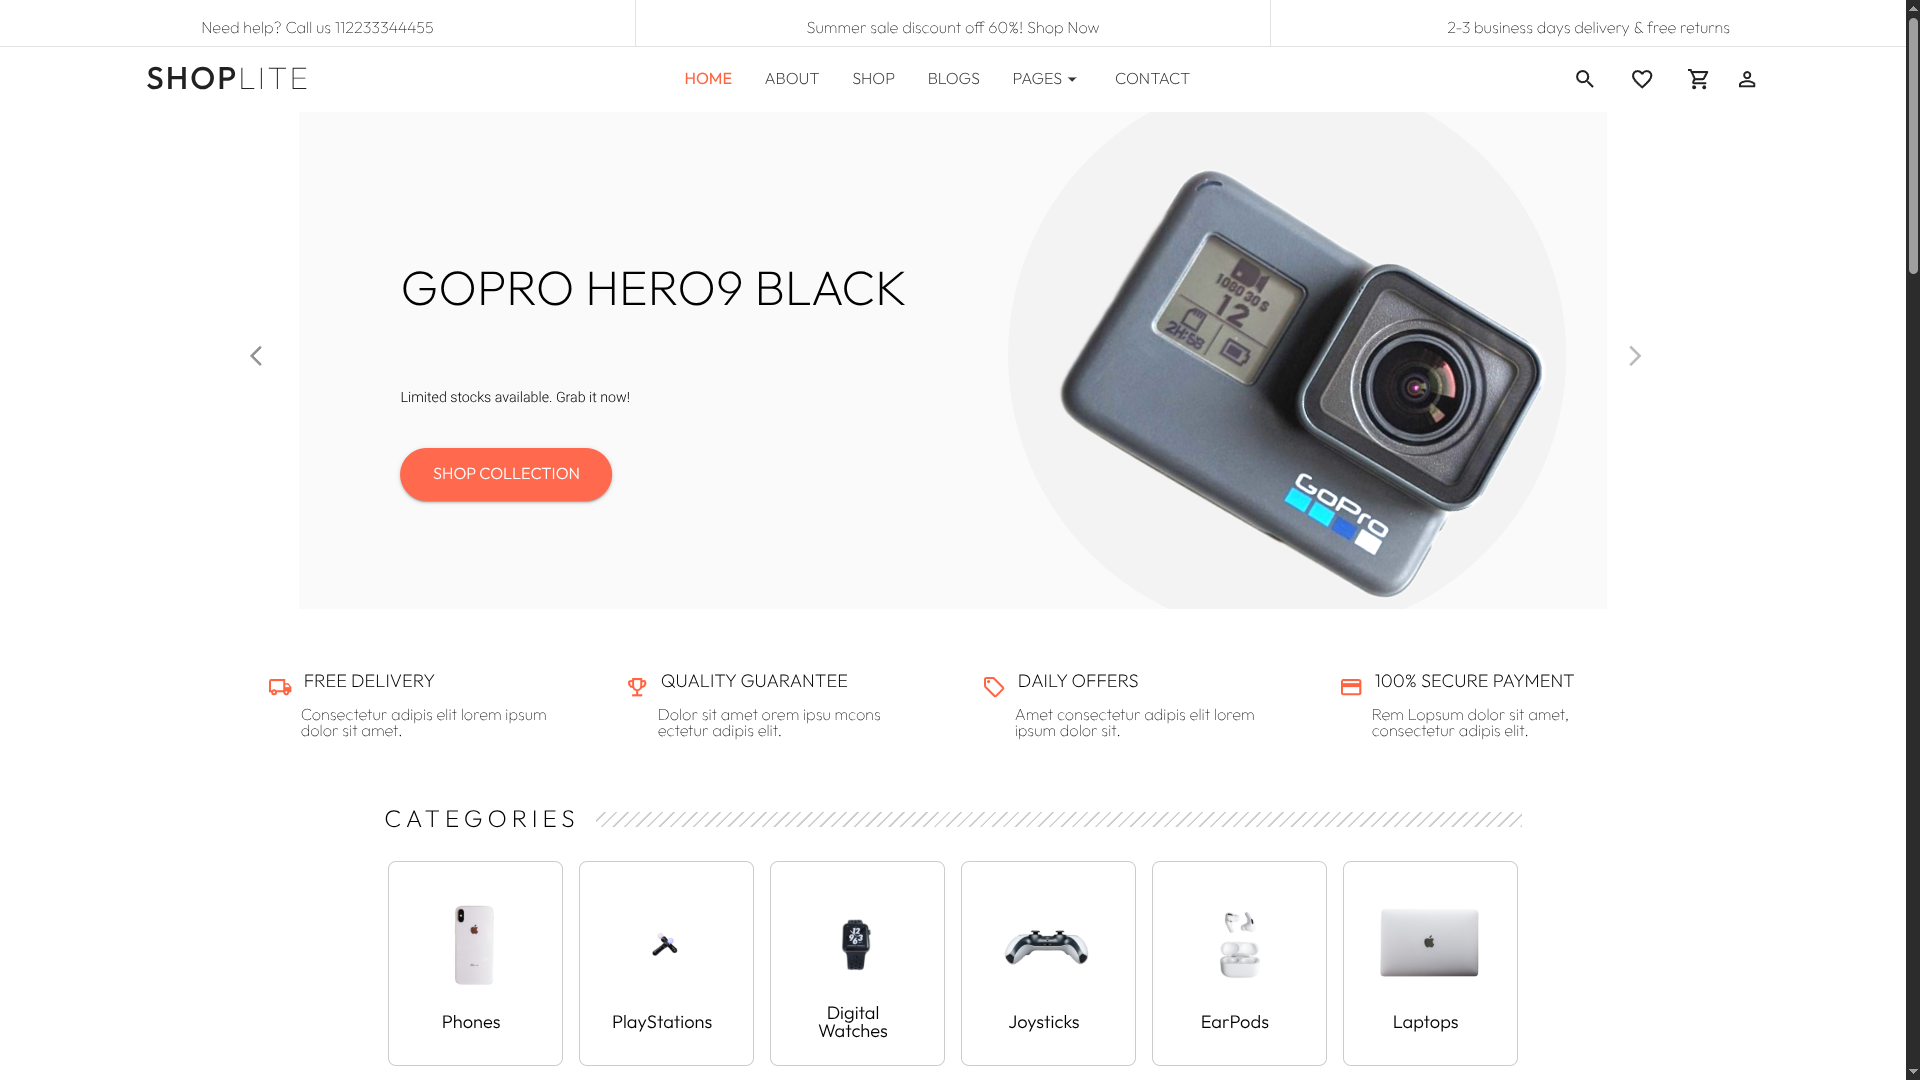 Need help? Call us 112233344455
Summer sale discount off 60%! Shop Now
2-3 business days delivery & free returns
SHOPLITE
HOME
ABOUT
SHOP
BLOGS
PAGES
CONTACT
GOPRO HERO9 BLACK
Limited stocks available. Grab it now!
SHOP COLLECTION
1080 30
12
2H:58
GoPro
FREE DELIVERY
Consectetur adipis elit lorem ipsum
dolor sit amet.
QUALITY GUARANTEE
Dolor sit amet orem ipsu mcons
ectetur adipis elit.
DAILY OFFERS
Amet consectetur adipis elit lorem
ipsum dolor sit.
100% SECURE PAYMENT
Rem Lopsum dolor sit amet,
consectetur adipis elit.
CATEGORIES
Phones
PlayStations
12
9 3
6
Digital
Watches
Joysticks
EarPods
Laptops